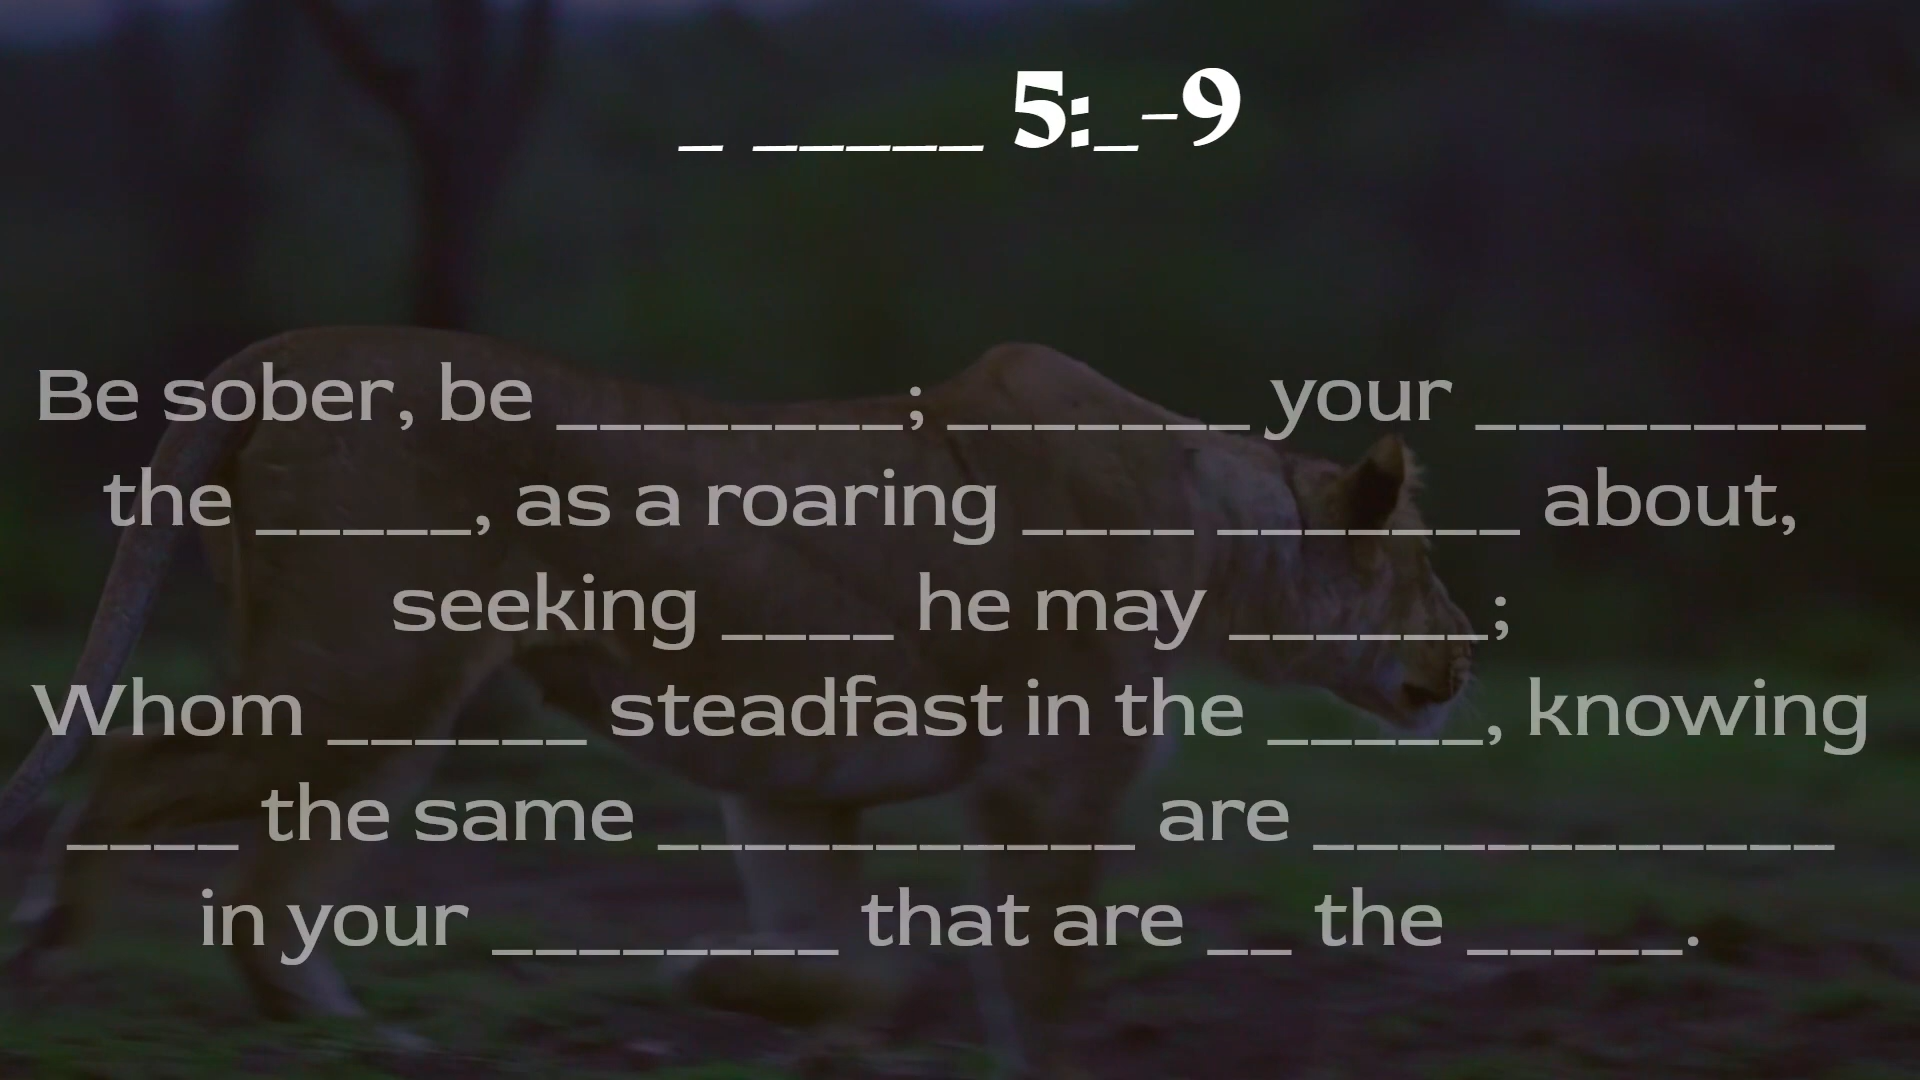 _ _____ 5:_-9
Be sober, be ________; _______ your _________
the _____, as a roaring ____ _______ about,
seeking ____ he may ______;
Whom ______ steadfast in the _____, knowing
____ the same ___________ are ____________
in your ________ that are __ the _____.